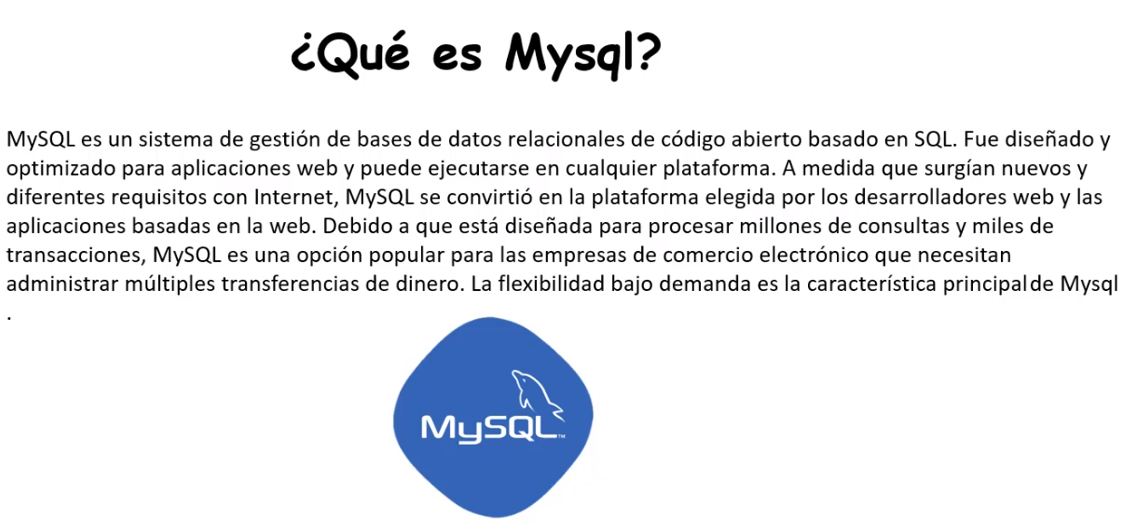 ¿Qué es Mysql?
MySQL es un sistema de gestión de bases de datos relacionales de código abierto basado en SQL. Fue diseñado y
optimizado para aplicaciones web y puede ejecutarse en cualquier plataforma. A medida que surgían nuevos y
diferentes requisitos con Internet, MySQL se convirtió en la plataforma elegida por los desarrolladores web y las
aplicaciones basadas en la web. Debido a que está diseñada para procesar millones de consultas y miles de
transacciones, MySQL es una opción popular para las empresas de comercio electrónico que necesitan
administrar múltiples transferencias de dinero. La flexibilidad bajo demanda es la característica principal de Mysql
.
MySQL™